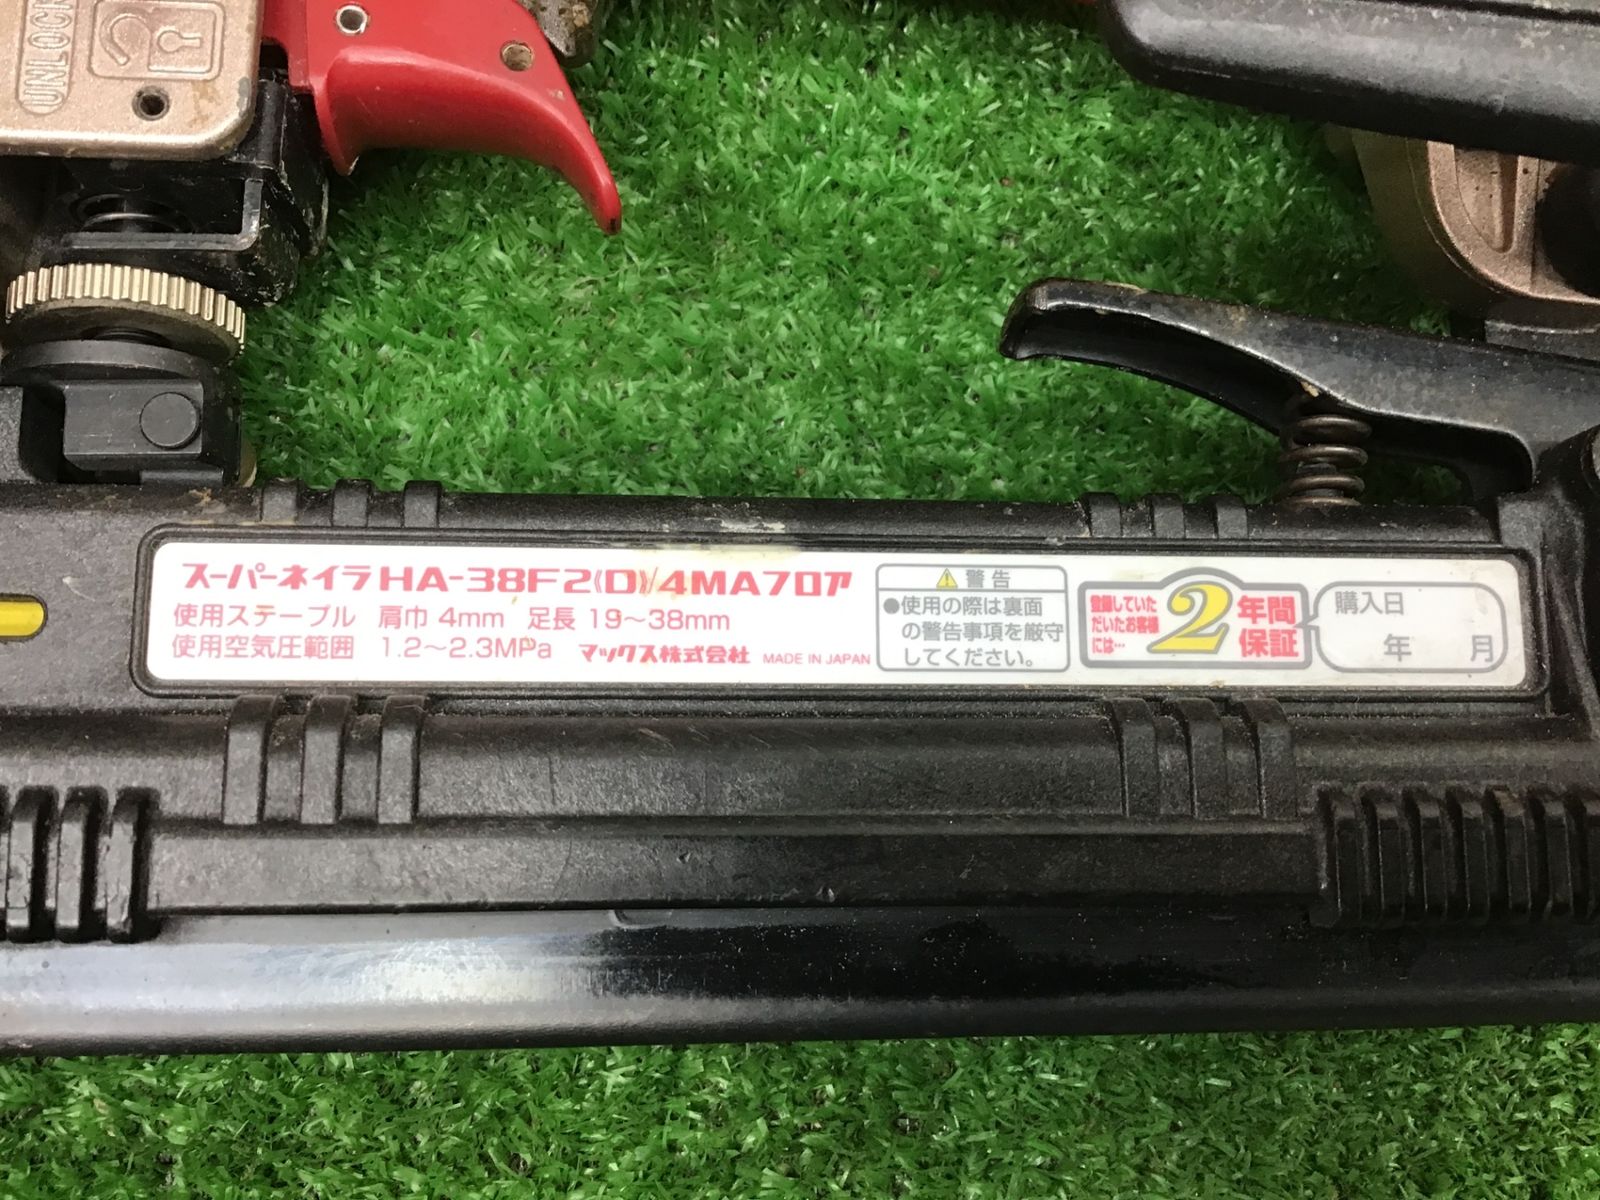 UNLOCK
スーパーネイラHA-38F2《D》/4MAフロア
使用ステープル 肩巾 4mm 足長 19〜38mm
使用空気圧範囲 1.2〜2.3MPa マックス株式会社 MADE IN JAPAN
警告
●使用の際は裏面
の警告事項を厳守
してください。
登録していた
だいたお客様
には…
2年間
保証
購入日
年 月